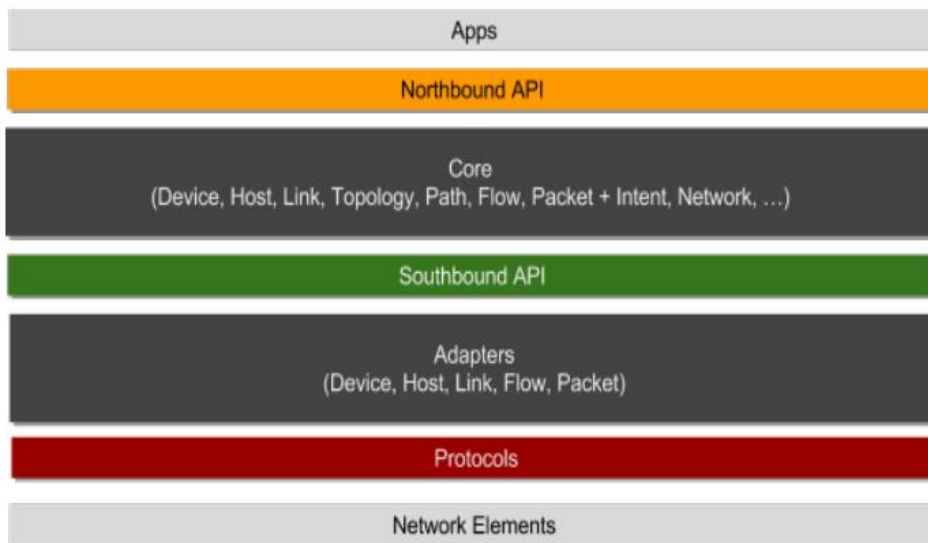 Apps
Northbound API
Core
(Device, Host, Link, Topology, Path, Flow, Packet + Intent, Network, …)
Southbound API
Adapters
(Device, Host, Link, Flow, Packet)
Protocols
Network Elements